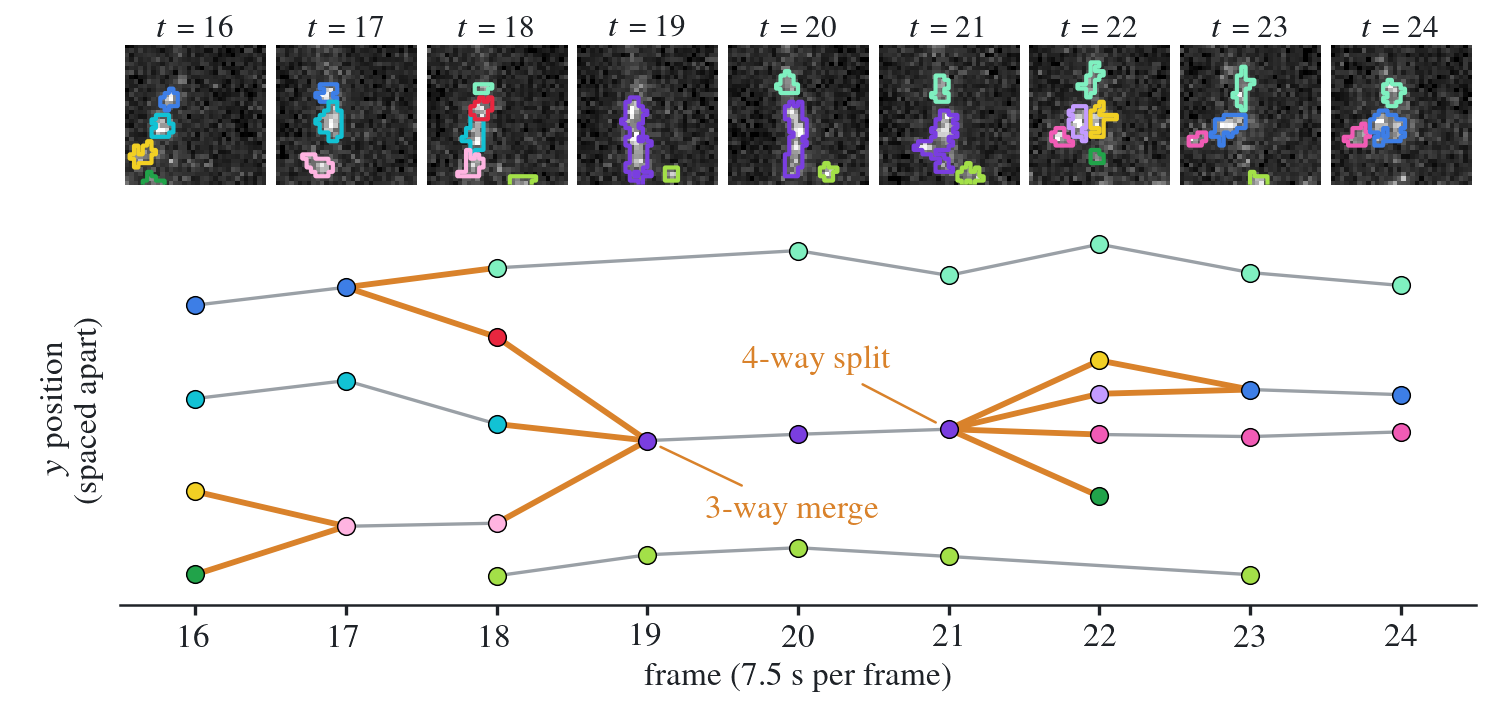 t = 16 t = 17 t = 18 t = 19 t = 20 t = 21 t = 22 t = 23 t = 24
4-way split
3-way merge
y position
(spaced apart)
16 17 18 19 20 21 22 23 24
frame (7.5 s per frame)